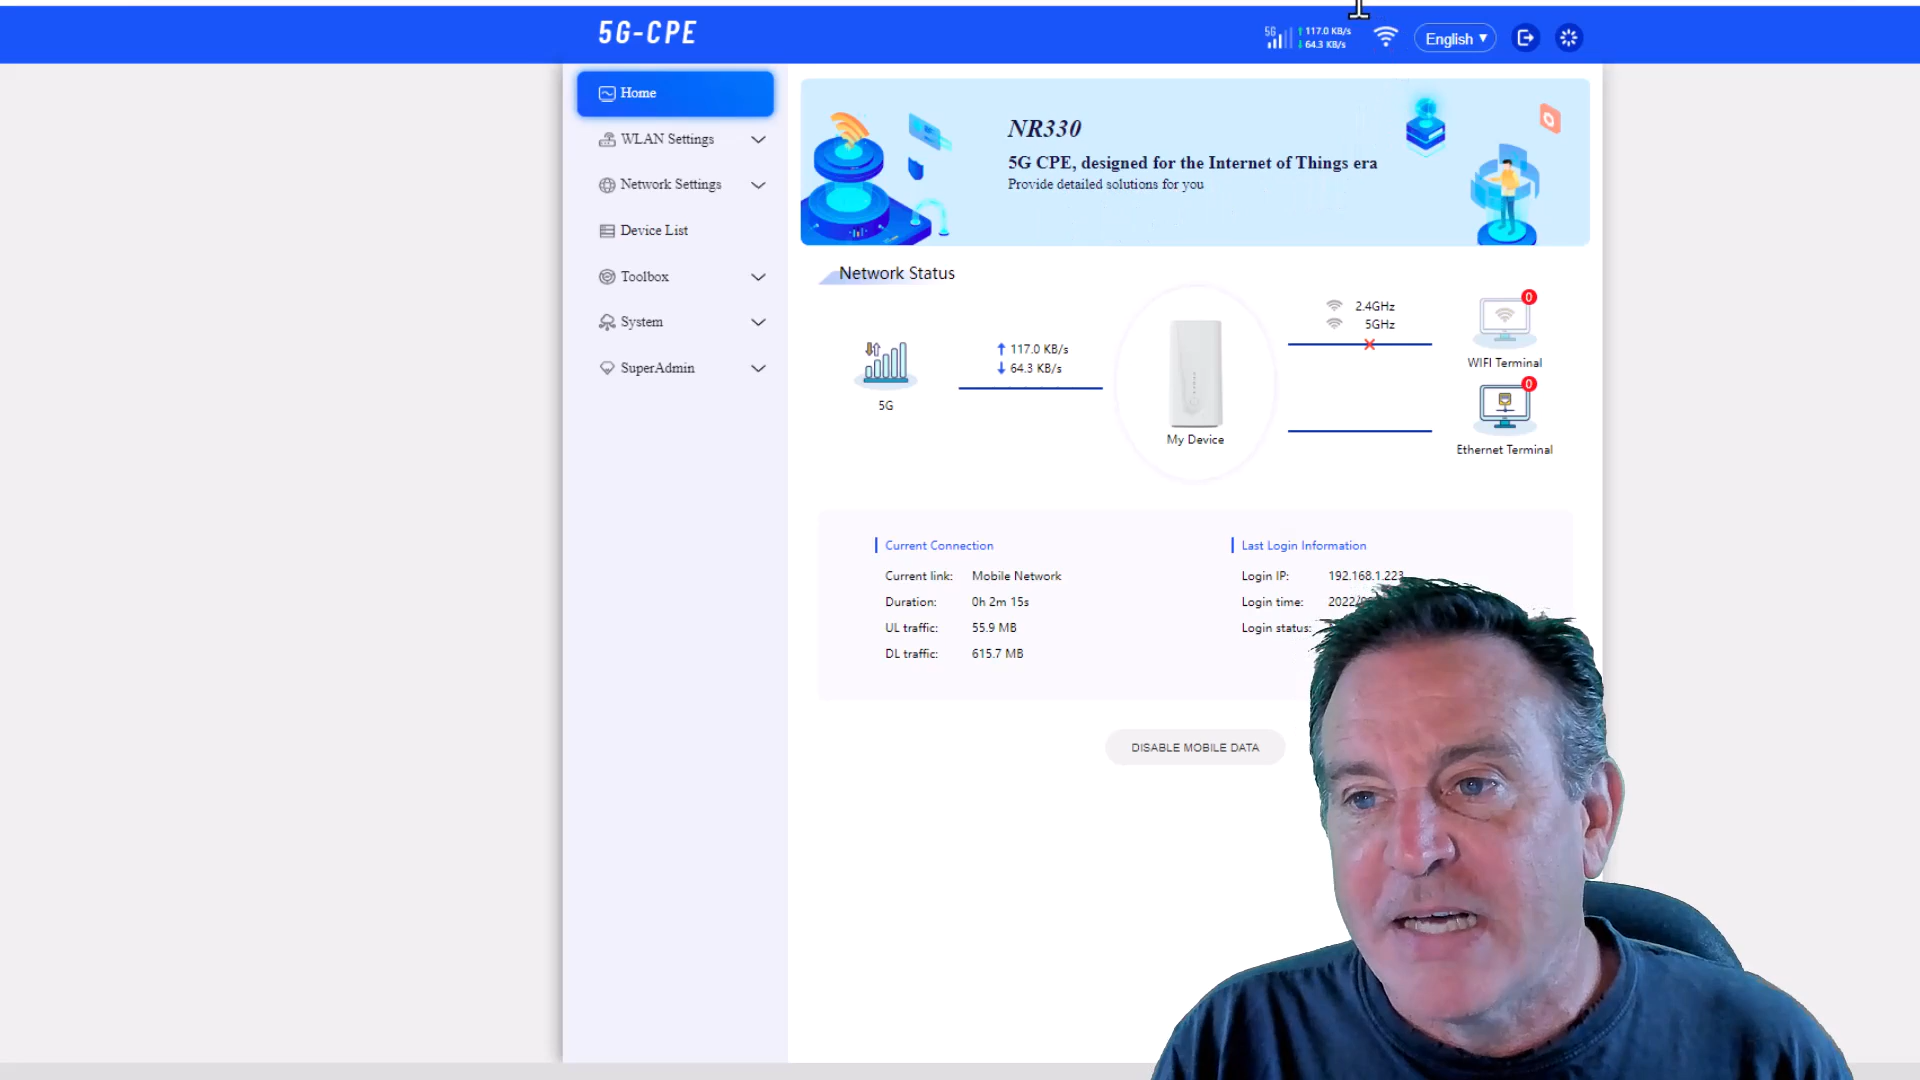 5G-CPE
5G
117.0 KB/s
64.3 KB/s
English
Home
WLAN Settings
Network Settings
Device List
Toolbox
System
SuperAdmin
NR330
5G CPE, designed for the Internet of Things era
Provide detailed solutions for you
Network Status
5G
117.0 KB/s
64.3 KB/s
My Device
2.4GHz
5GHz
0
WIFI Terminal
0
Ethernet Terminal
Current Connection
Current link: Mobile Network
Duration: 0h 2m 15s
UL traffic: 55.9 MB
DL traffic: 615.7 MB
Last Login Information
Login IP: 192.168.1.223
Login time: 2022/
Login status:
DISABLE MOBILE DATA